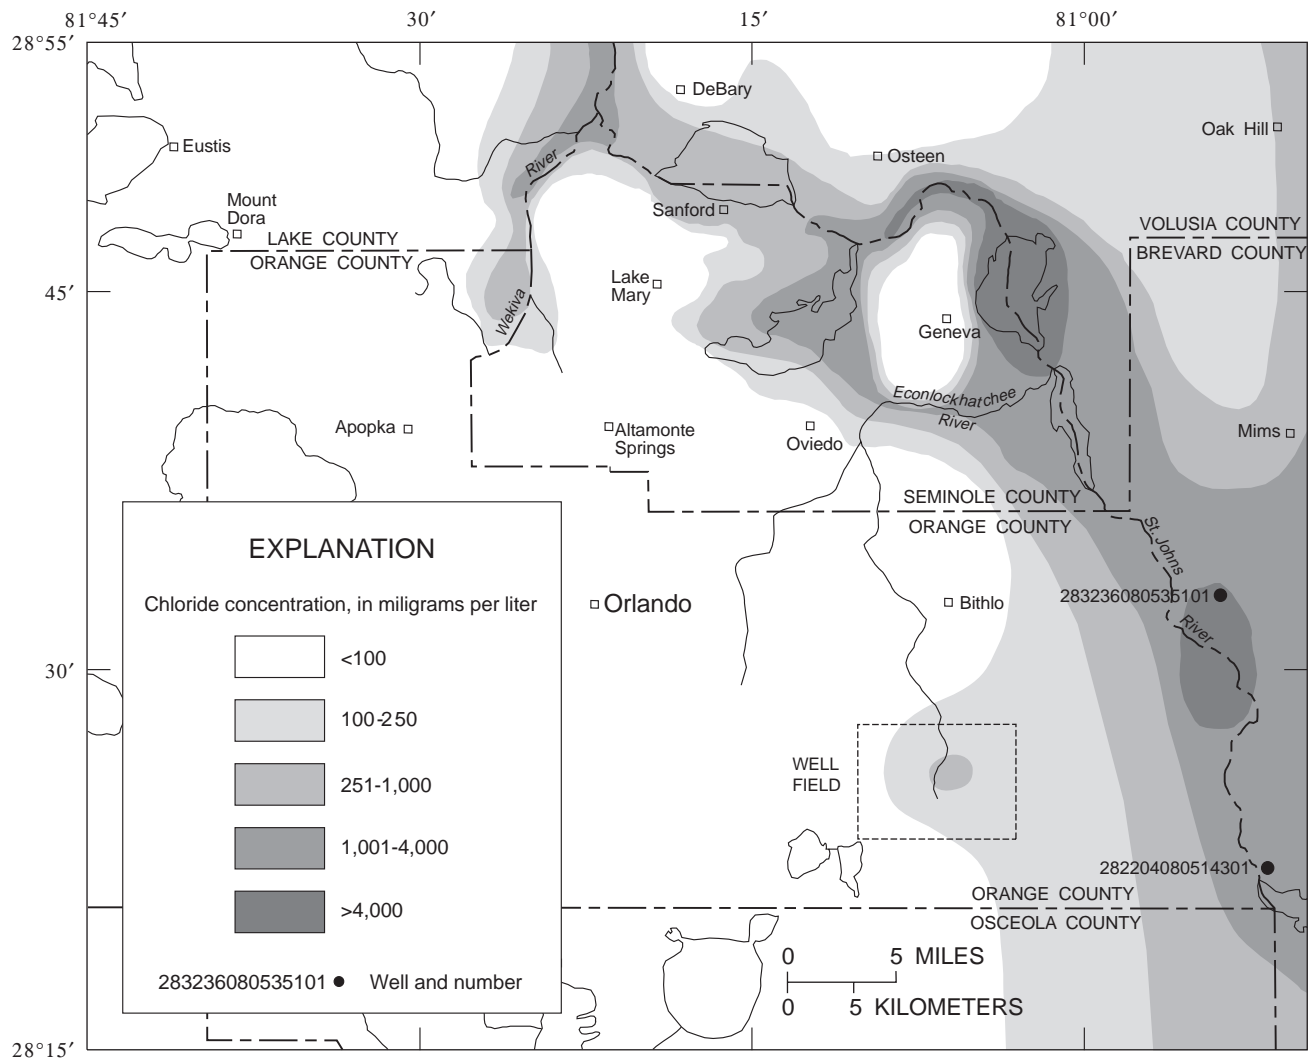 81°45′ 30′ 15′ 81°00′
28°55′
DeBary
Oak Hill
Eustis
River
Osteen
Mount
Dora
Sanford
LAKE COUNTY
ORANGE COUNTY
VOLUSIA COUNTY
BREVARD COUNTY
45′
Lake
Mary
Wekiva
Geneva
Econlockhatchee
River
Apopka
Altamonte
Springs
Oviedo
Mims
SEMINOLE COUNTY
ORANGE COUNTY
St. Johns
River
283236080535101
Orlando
Bithlo
30′
WELL
FIELD
282204080514301
ORANGE COUNTY
OSCEOLA COUNTY
EXPLANATION
Chloride concentration, in miligrams per liter
<100
100-250
251-1,000
1,001-4,000
>4,000
283236080535101 Well and number
0 5 MILES
0 5 KILOMETERS
28°15′